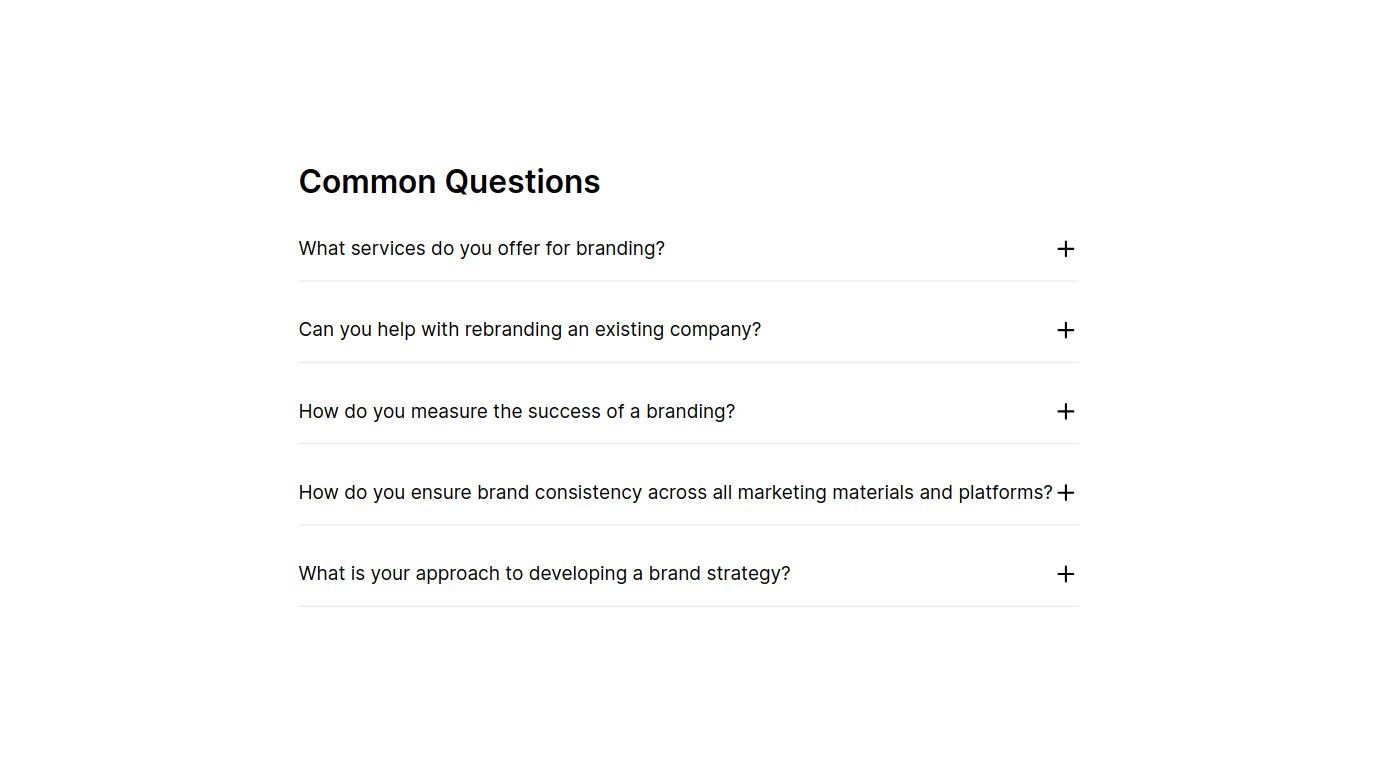 Common Questions
What services do you offer for branding?
Can you help with rebranding an existing company?
How do you measure the success of a branding?
How do you ensure brand consistency across all marketing materials and platforms?
What is your approach to developing a brand strategy?